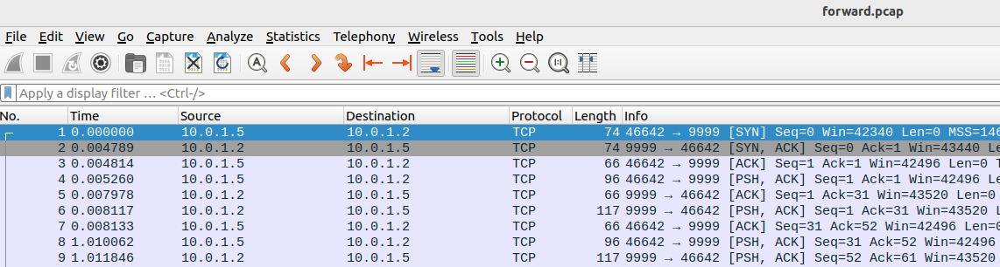 forward.pcap
File Edit View Go Capture Analyze Statistics Telephony Wireless Tools Help
Apply a display filter … <Ctrl-/>
No. Time Source Destination Protocol Length Info
1 0.000000 10.0.1.5 10.0.1.2 TCP 74 46642 → 9999 [SYN] Seq=0 Win=42340 Len=0 MSS=146
2 0.004789 10.0.1.2 10.0.1.5 TCP 74 9999 → 46642 [SYN, ACK] Seq=0 Ack=1 Win=43440 Le
3 0.004814 10.0.1.5 10.0.1.2 TCP 66 46642 → 9999 [ACK] Seq=1 Ack=1 Win=42496 Len=0 T
4 0.005260 10.0.1.5 10.0.1.2 TCP 96 46642 → 9999 [PSH, ACK] Seq=1 Ack=1 Win=42496 Le
5 0.007978 10.0.1.2 10.0.1.5 TCP 66 9999 → 46642 [ACK] Seq=1 Ack=31 Win=43520 Len=0
6 0.008117 10.0.1.2 10.0.1.5 TCP 117 9999 → 46642 [PSH, ACK] Seq=1 Ack=31 Win=43520
7 0.008133 10.0.1.5 10.0.1.2 TCP 66 46642 → 9999 [ACK] Seq=31 Ack=52 Win=42496 Len=
8 1.010062 10.0.1.5 10.0.1.2 TCP 96 46642 → 9999 [PSH, ACK] Seq=31 Ack=52 Win=42496
9 1.011846 10.0.1.2 10.0.1.5 TCP 117 9999 → 46642 [PSH, ACK] Seq=52 Ack=61 Win=43520